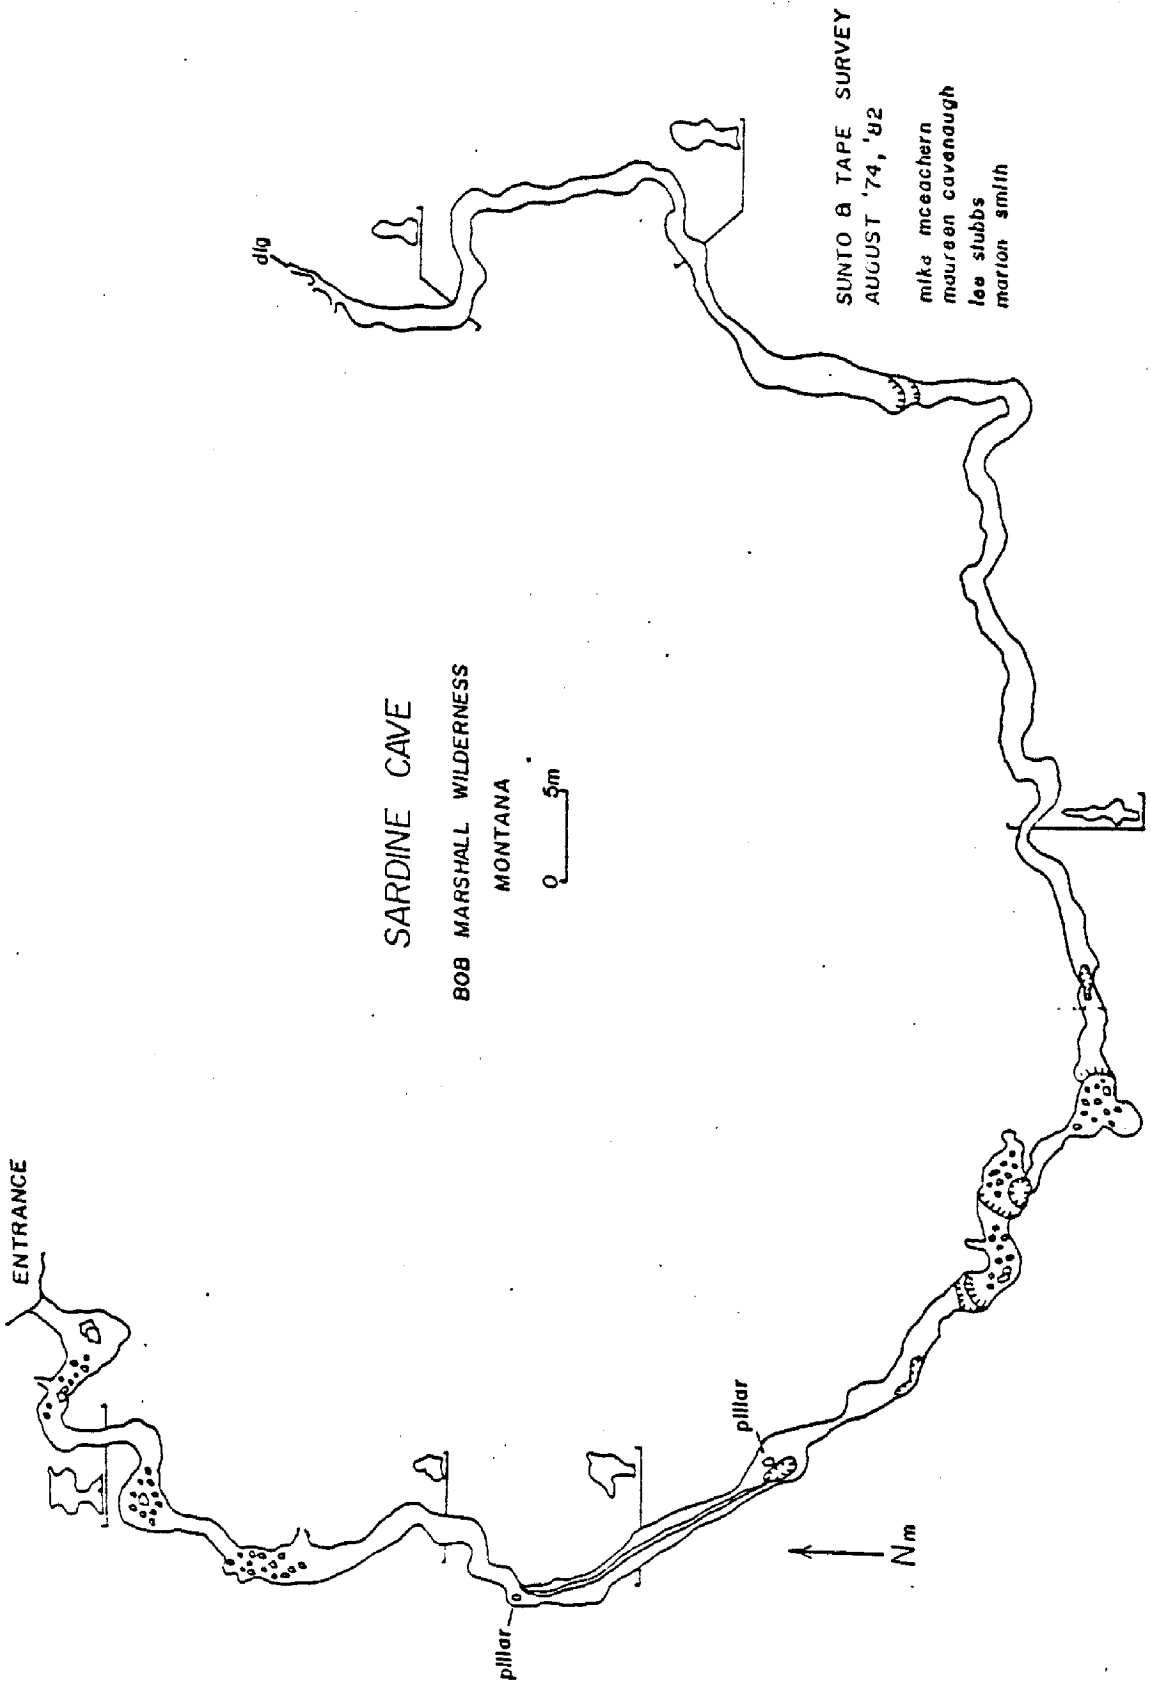 ENTRANCE
SARDINE CAVE
BOB MARSHALL WILDERNESS
MONTANA
0 5m
dig
pillar
pillar
Nm
SUNTO & TAPE SURVEY
AUGUST '74, '82
mike mceachern
maureen cavanaugh
lee stubbs
marion smith